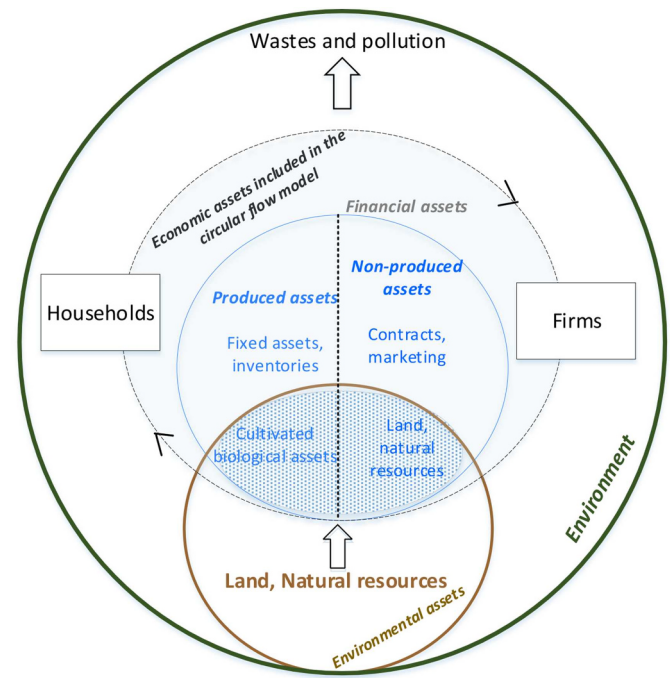 Wastes and pollution
Economic assets included in the
circular flow model
Financial assets
Non-produced
assets
Produced assets
Households
Firms
Fixed assets,
inventories
Contracts,
marketing
Cultivated
biological assets
Land,
natural
resources
Environment
Land, Natural resources
Environmental assets